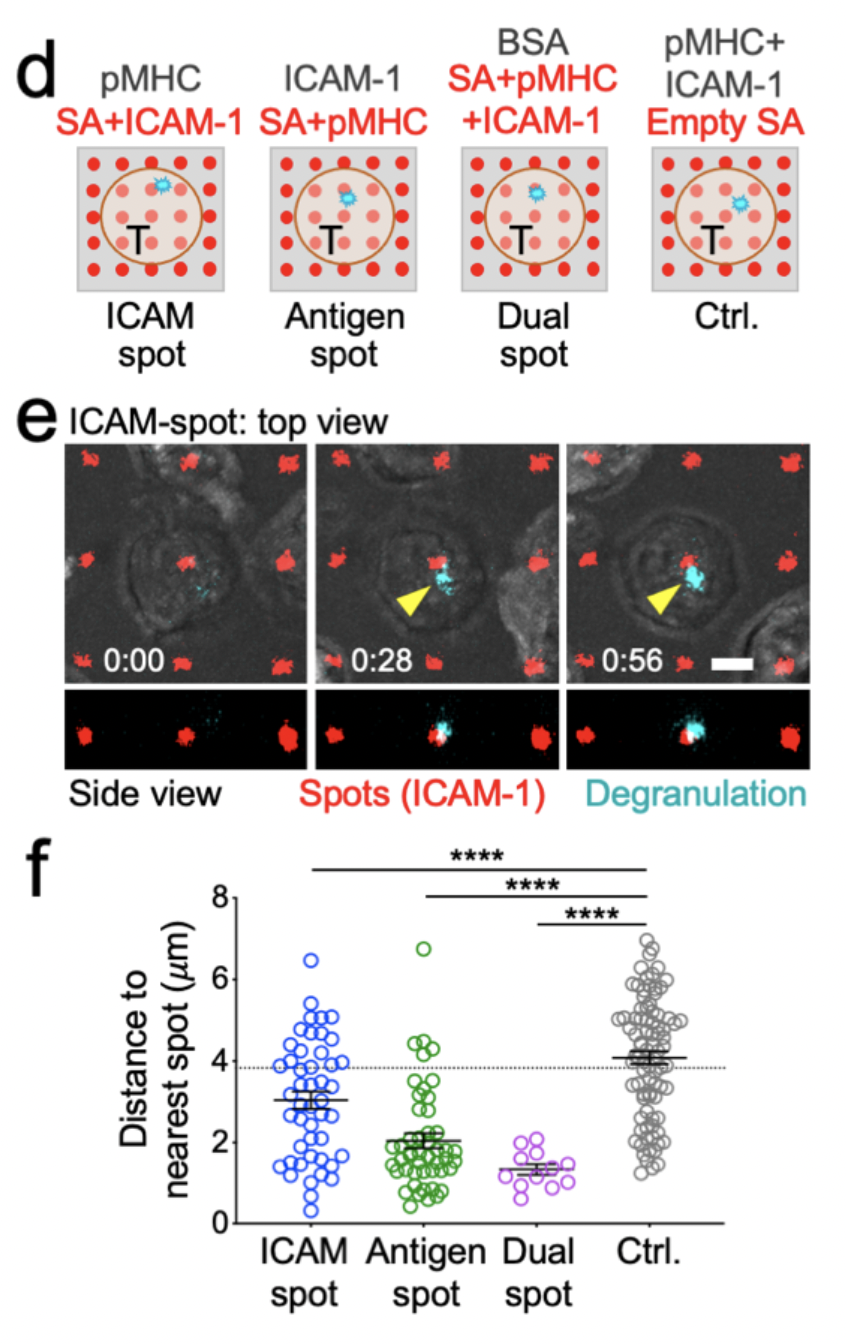 d
pMHC
SA+ICAM-1
ICAM-1
SA+pMHC
BSA
SA+pMHC
+ICAM-1
pMHC+
ICAM-1
Empty SA
T
T
T
T
ICAM
spot
Antigen
spot
Dual
spot
Ctrl.
e
ICAM-spot: top view
0:00
0:28
0:56
Side view
Spots (ICAM-1)
Degranulation
f
****
****
****
Distance to
nearest spot (μm)
8
6
4
2
0
ICAM
spot
Antigen
spot
Dual
spot
Ctrl.